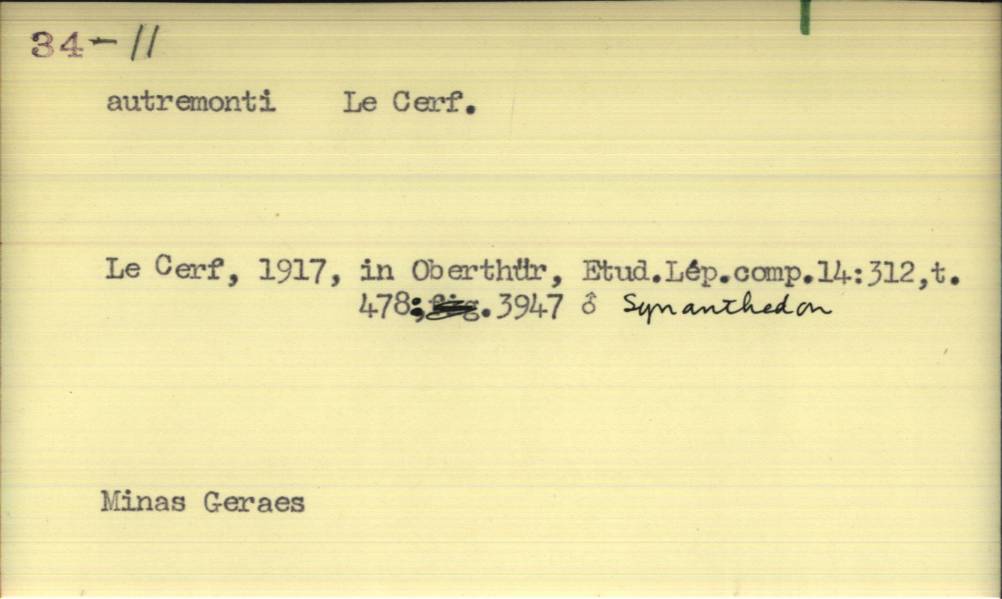 34-11
autremonti Le Cerf.
Le Cerf, 1917, in Oberthür, Etud.Lép.comp.14:312,t.
478;fig.3947 ♂ Synanthedon
Minas Geraes